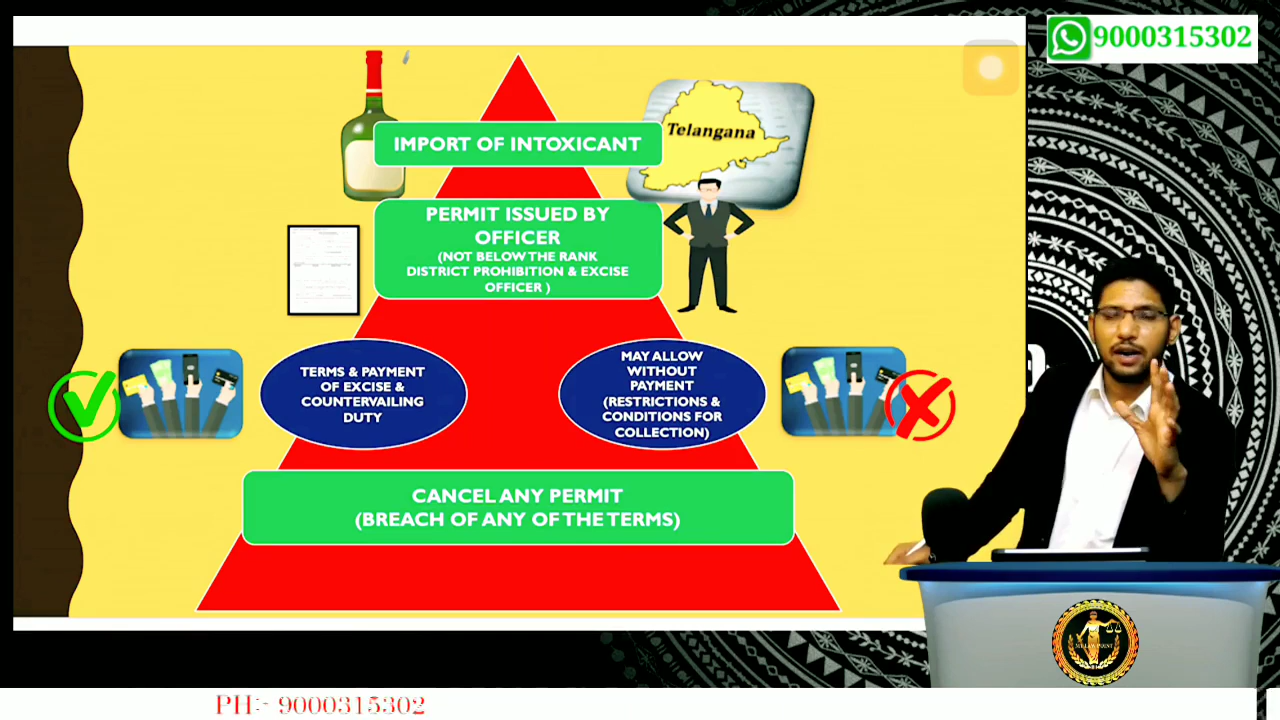 9000315302
Telangana
IMPORT OF INTOXICANT
PERMIT ISSUED BY
OFFICER
(NOT BELOW THE RANK
DISTRICT PROHIBITION & EXCISE
OFFICER )
TERMS & PAYMENT
OF EXCISE &
COUNTERVAILING
DUTY
MAY ALLOW
WITHOUT
PAYMENT
(RESTRICTIONS &
CONDITIONS FOR
COLLECTION)
CANCEL ANY PERMIT
(BREACH OF ANY OF THE TERMS)
PH:- 9000315302